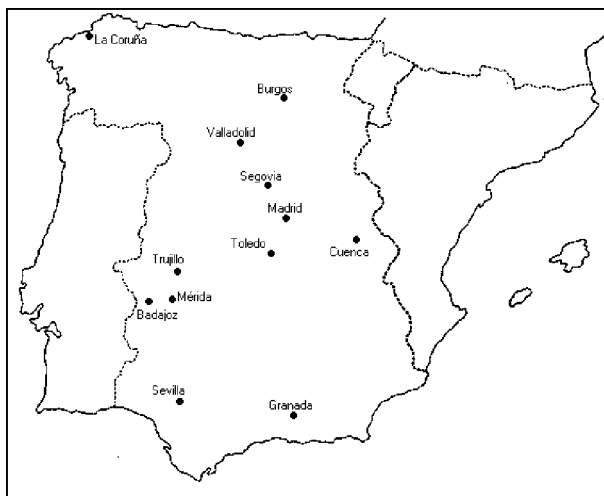 La Coruña
Burgos
Valladolid
Segovia
Madrid
Toledo
Cuenca
Trujillo
Mérida
Badajoz
Sevilla
Granada